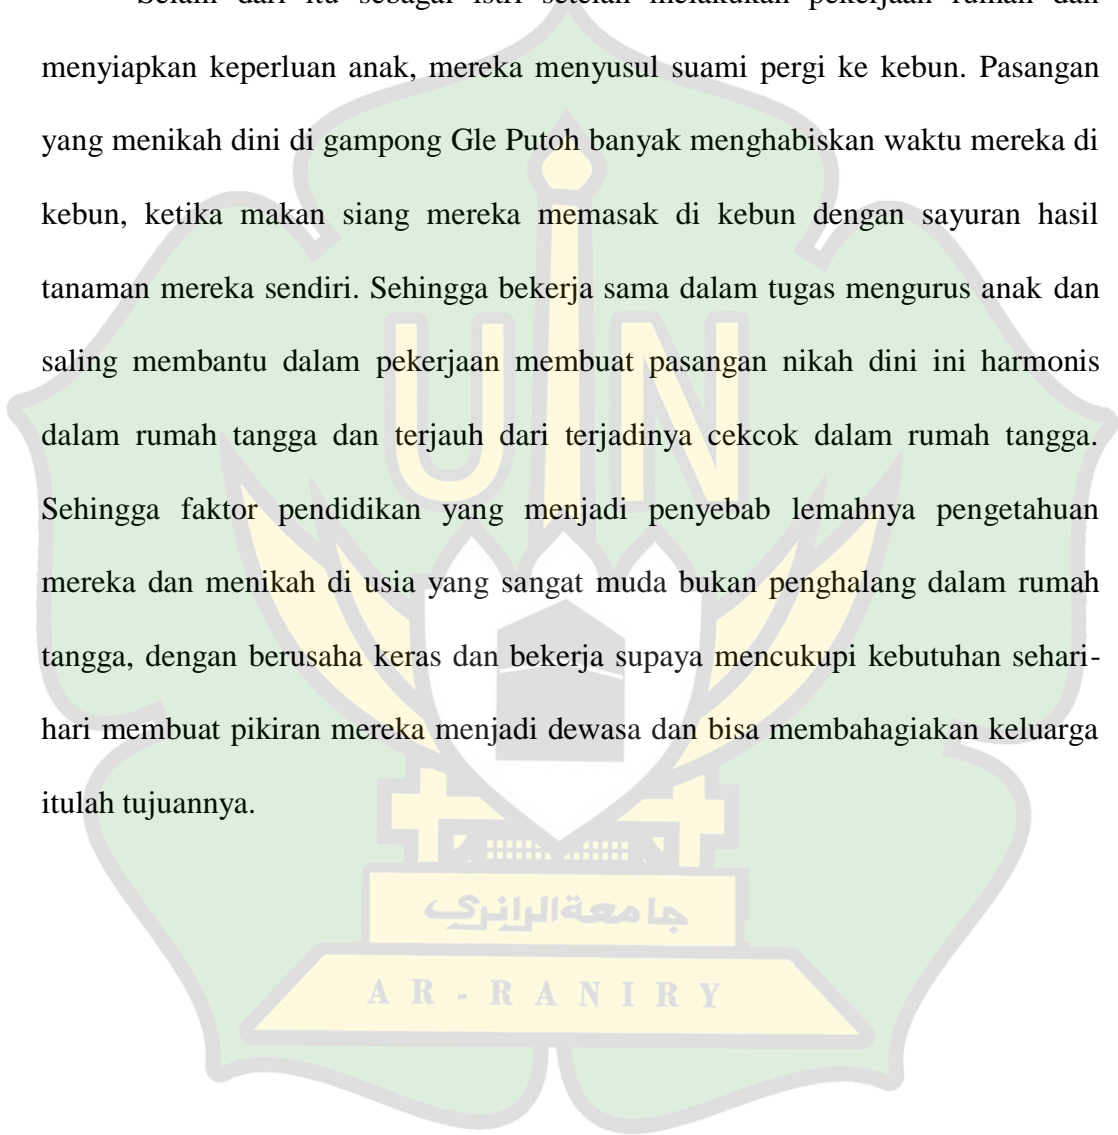 Selain dari itu sebagai istri setelah melakukan pekerjaan rumah dan
menyiapkan keperluan anak, mereka menyusul suami pergi ke kebun. Pasangan
yang menikah dini di gampong Gle Putoh banyak menghabiskan waktu mereka di
kebun, ketika makan siang mereka memasak di kebun dengan sayuran hasil
tanaman mereka sendiri. Sehingga bekerja sama dalam tugas mengurus anak dan
saling membantu dalam pekerjaan membuat pasangan nikah dini ini harmonis
dalam rumah tangga dan terjauh dari terjadinya cekcok dalam rumah tangga.
Sehingga faktor pendidikan yang menjadi penyebab lemahnya pengetahuan
mereka dan menikah di usia yang sangat muda bukan penghalang dalam rumah
tangga, dengan berusaha keras dan bekerja supaya mencukupi kebutuhan sehari-
hari membuat pikiran mereka menjadi dewasa dan bisa membahagiakan keluarga
itulah tujuannya.
UIN
جامعة الرانري
AR-RANIRY